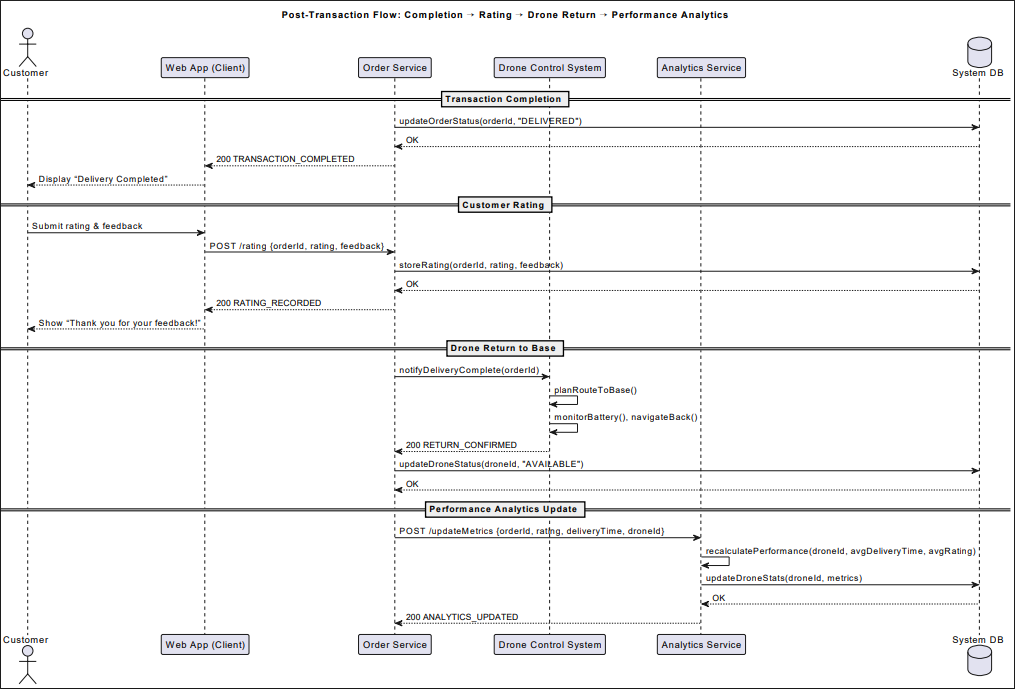 Post-Transaction Flow: Completion → Rating → Drone Return → Performance Analytics
Customer
Web App (Client)
Order Service
Drone Control System
Analytics Service
System DB
Transaction Completion
updateOrderStatus(orderId, "DELIVERED")
OK
200 TRANSACTION_COMPLETED
Display “Delivery Completed”
Customer Rating
Submit rating & feedback
POST /rating {orderId, rating, feedback}
storeRating(orderId, rating, feedback)
OK
200 RATING_RECORDED
Show “Thank you for your feedback!”
Drone Return to Base
notifyDeliveryComplete(orderId)
planRouteToBase()
monitorBattery(), navigateBack()
200 RETURN_CONFIRMED
updateDroneStatus(droneId, "AVAILABLE")
OK
Performance Analytics Update
POST /updateMetrics {orderId, rating, deliveryTime, droneId}
recalculatePerformance(droneId, avgDeliveryTime, avgRating)
updateDroneStats(droneId, metrics)
OK
200 ANALYTICS_UPDATED
Customer
Web App (Client)
Order Service
Drone Control System
Analytics Service
System DB